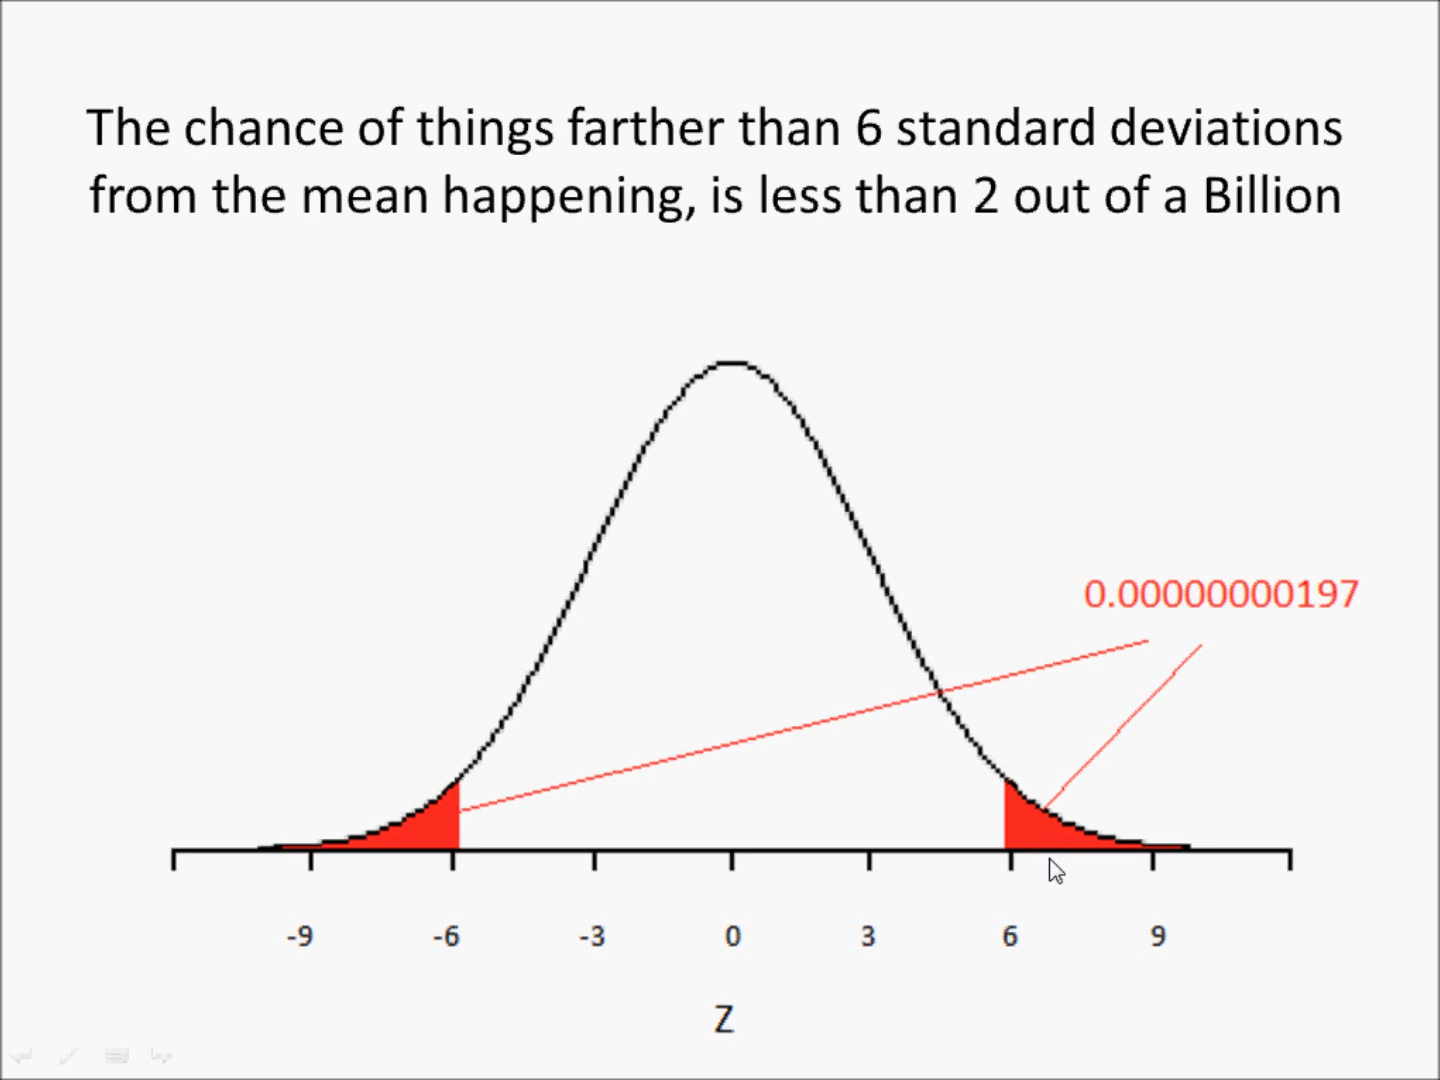 The chance of things farther than 6 standard deviations
from the mean happening, is less than 2 out of a Billion
0.00000000197
-9 -6 -3 0 3 6 9
Z